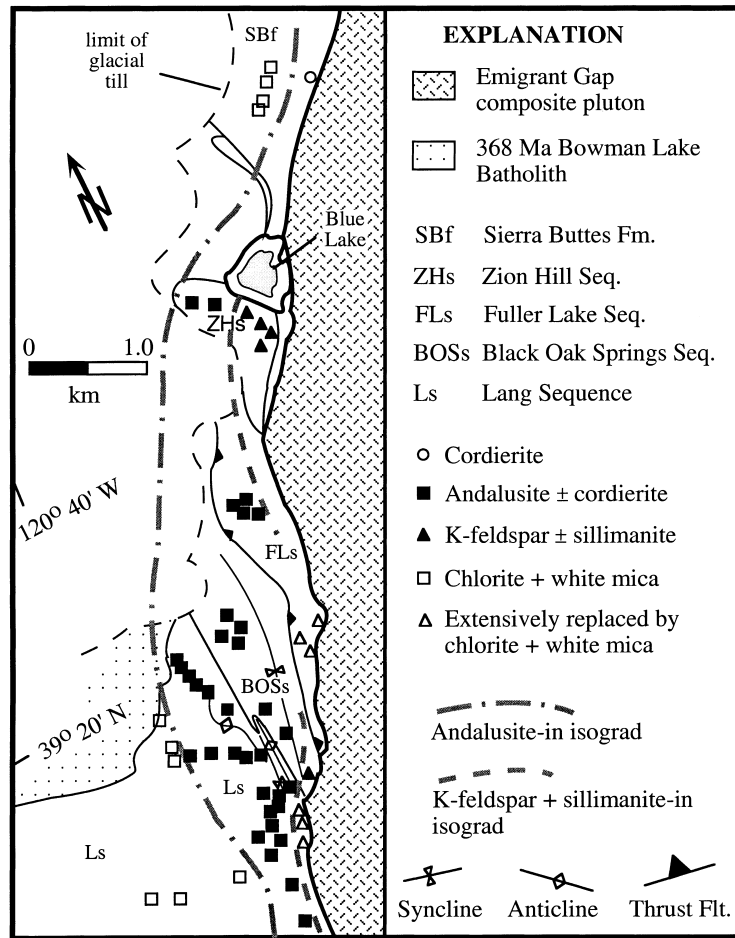 SBf
limit of
glacial
till
Blue
Lake
ZHs
0 1.0
km
120° 40' W
FLs
BOSs
39° 20' N
Ls
Ls
EXPLANATION
Emigrant Gap
composite pluton
368 Ma Bowman Lake
Batholith
SBf Sierra Buttes Fm.
ZHs Zion Hill Seq.
FLs Fuller Lake Seq.
BOSs Black Oak Springs Seq.
Ls Lang Sequence
Cordierite
Andalusite ± cordierite
K-feldspar ± sillimanite
Chlorite + white mica
Extensively replaced by
chlorite + white mica
Andalusite-in isograd
K-feldspar + sillimanite-in
isograd
Syncline Anticline Thrust Flt.